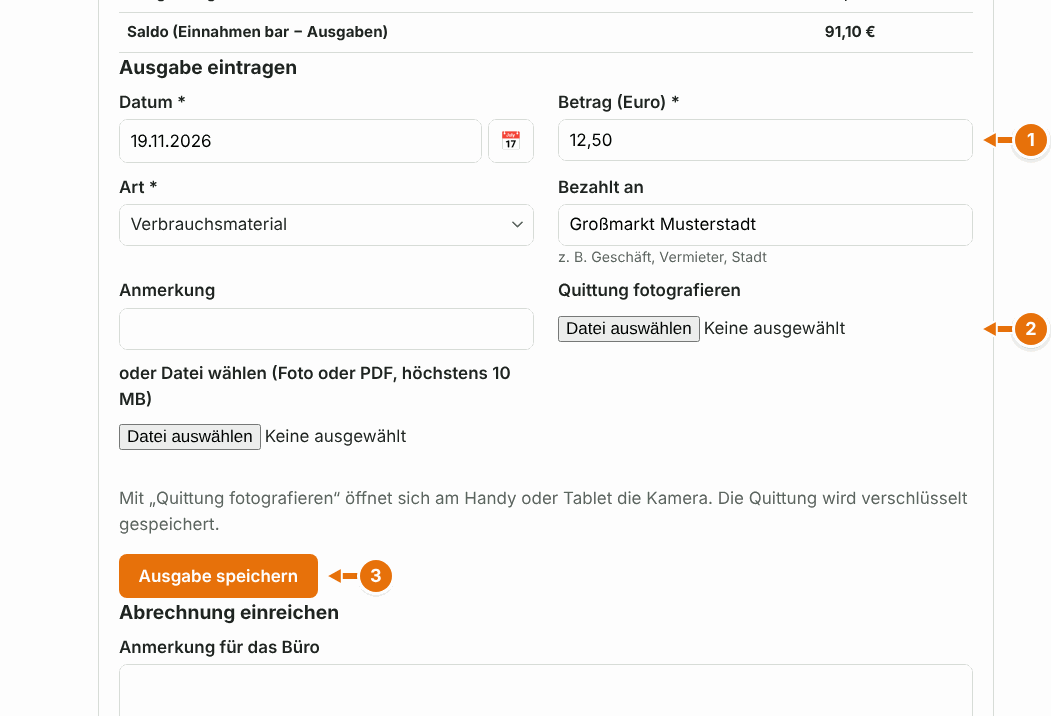 Saldo (Einnahmen bar – Ausgaben) 91,10 €
Ausgabe eintragen
Datum * Betrag (Euro) *
19.11.2026 12,50 1
Art * Bezahlt an
Verbrauchsmaterial Großmarkt Musterstadt
z. B. Geschäft, Vermieter, Stadt
Anmerkung Quittung fotografieren
Datei auswählen Keine ausgewählt 2
oder Datei wählen (Foto oder PDF, höchstens 10
MB)
Datei auswählen Keine ausgewählt
Mit „Quittung fotografieren“ öffnet sich am Handy oder Tablet die Kamera. Die Quittung wird verschlüsselt
gespeichert.
Ausgabe speichern 3
Abrechnung einreichen
Anmerkung für das Büro